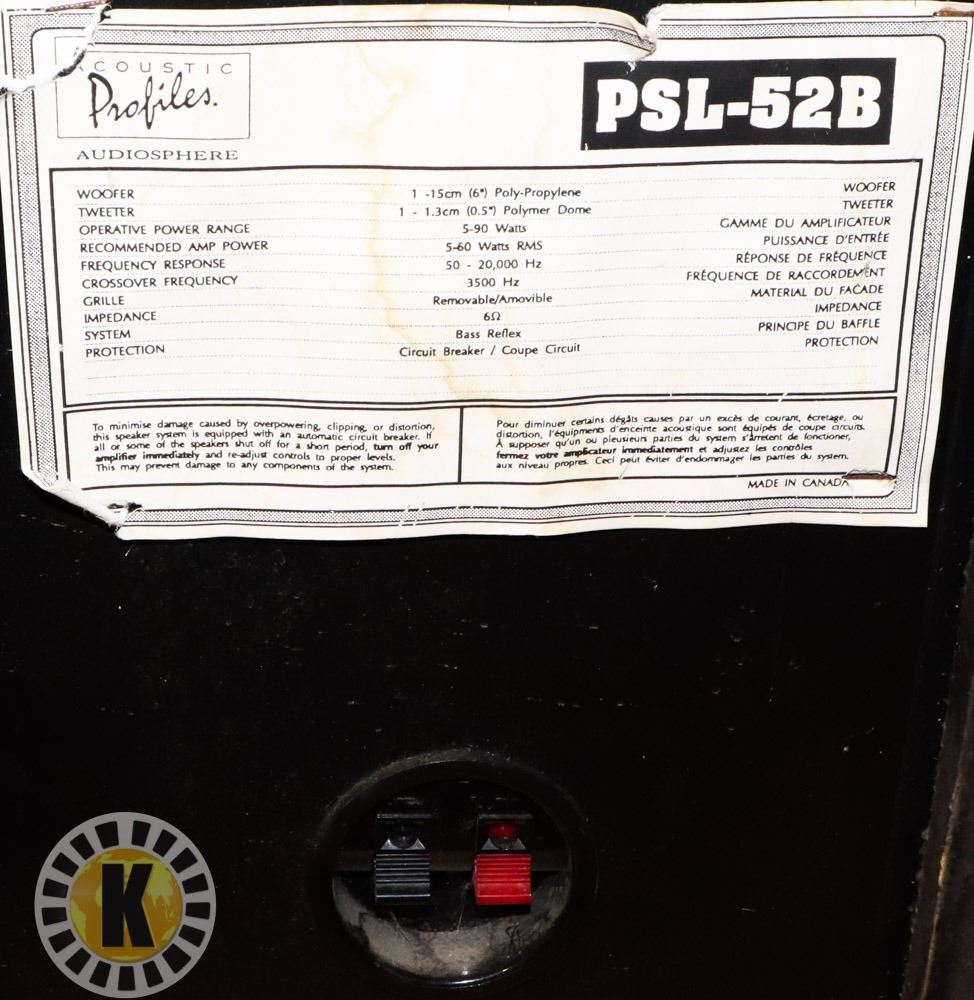 ACOUSTIC
Profiles.
AUDIOSPHERE
PSL-52B
WOOFER 1 -15cm (6") Poly-Propylene WOOFER
TWEETER 1 - 1.3cm (0.5") Polymer Dome TWEETER
OPERATIVE POWER RANGE 5-90 Watts GAMME DU AMPLIFICATEUR
RECOMMENDED AMP POWER 5-60 Watts RMS PUISSANCE D'ENTRÉE
FREQUENCY RESPONSE 50 - 20,000 Hz RÉPONSE DE FRÉQUENCE
CROSSOVER FREQUENCY 3500 Hz FRÉQUENCE DE RACCORDEMENT
GRILLE Removable/Amovible MATERIAL DU FACADE
IMPEDANCE 6Ω IMPEDANCE
SYSTEM Bass Reflex PRINCIPE DU BAFFLE
PROTECTION Circuit Breaker / Coupe Circuit PROTECTION
To minimise damage caused by overpowering, clipping, or distortion,
this speaker system is equipped with an automatic circuit breaker. If
all or some of the speakers shut off for a short period, turn off your
amplifier immediately and re-adjust controls to proper levels.
This may prevent damage to any components of the system.
Pour diminuer certains dégâts causes par un excès de courant, écretage, ou
distortion, l'équipments d'enceinte acoustique sont équipés de coupe circuits.
À supposer qu'un ou pleusieurs parties du system s'arretent de fonctioner,
fermez votre amplicateur immediatement et adjustez les contrôles
aux niveau propres. Ceci peut éviter d'endommager les parties du system.
MADE IN CANADA
K